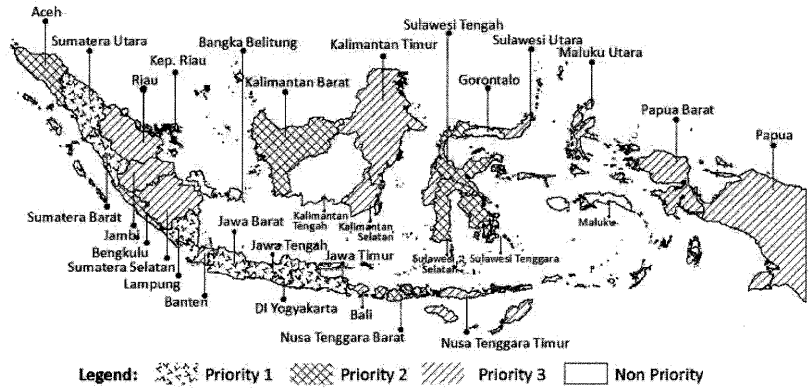 Aceh
Sumatera Utara
Kep. Riau
Riau
Bangka Belitung
Kalimantan Barat
Kalimantan Timur
Sulawesi Tengah
Sulawesi Utara
Gorontalo
Maluku Utara
Papua Barat
Papua
Sumatera Barat
Jambi
Bengkulu
Sumatera Selatan
Lampung
Banten
Jawa Barat
Jawa Tengah
Jawa Timur
DI Yogyakarta
Bali
Nusa Tenggara Barat
Nusa Tenggara Timur
Kalimantan
Tengah
Kalimantan
Selatan
Sulawesi
Selatan
Sulawesi Tenggara
Maluku
Legend: Priority 1 Priority 2 Priority 3 Non Priority